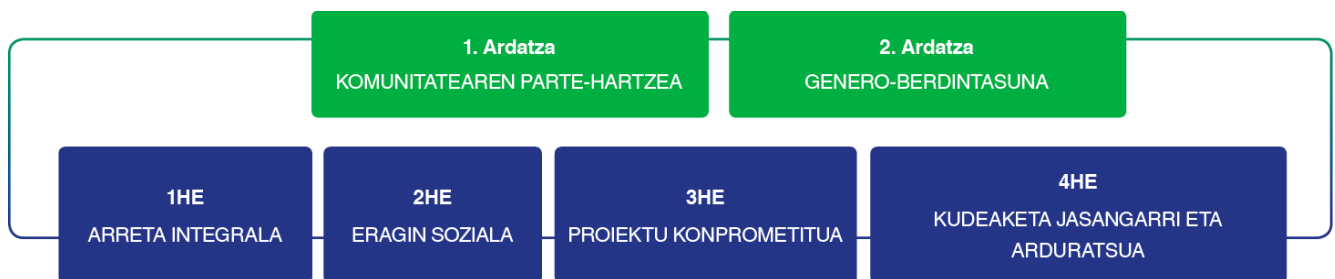 1. Ardatza
KOMUNITATEAREN PARTE-HARTZEA
2. Ardatza
GENERO-BERDINTASUNA
1HE
ARRETA INTEGRALA
2HE
ERAGIN SOZIALA
3HE
PROIEKTU KONPROMETITUA
4HE
KUDEAKETA JASANGARRI ETA
ARDURATSUA